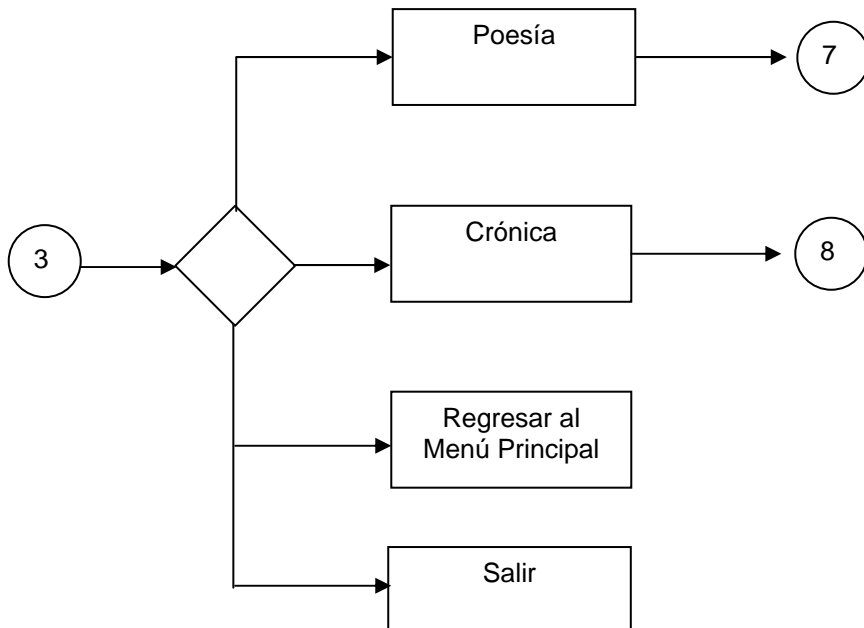 Poesía
7
3
Crónica
8
Regresar al
Menú Principal
Salir